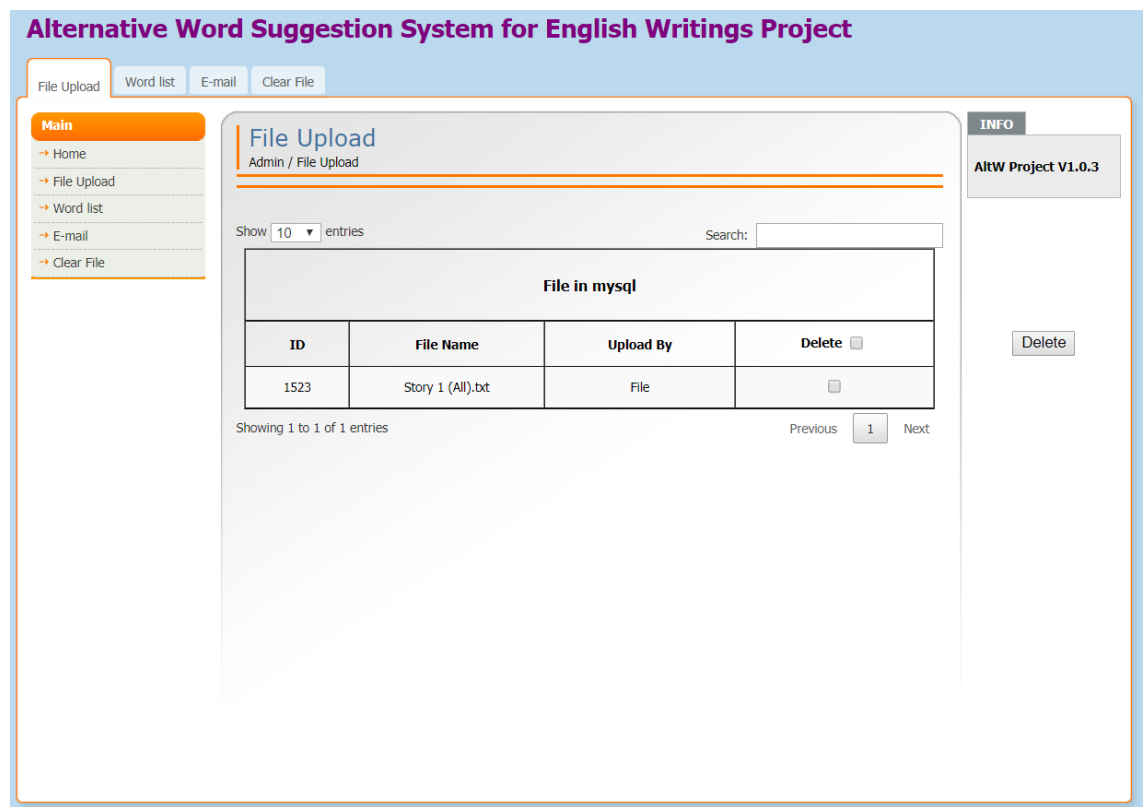 Alternative Word Suggestion System for English Writings Project
File Upload Word list E-mail Clear File
Main
Home
File Upload
Word list
E-mail
Clear File
File Upload
Admin / File Upload
Show 10 entries Search:
File in mysql
ID File Name Upload By Delete
1523 Story 1 (All).txt File
Showing 1 to 1 of 1 entries Previous 1 Next
INFO
AltW Project V1.0.3
Delete